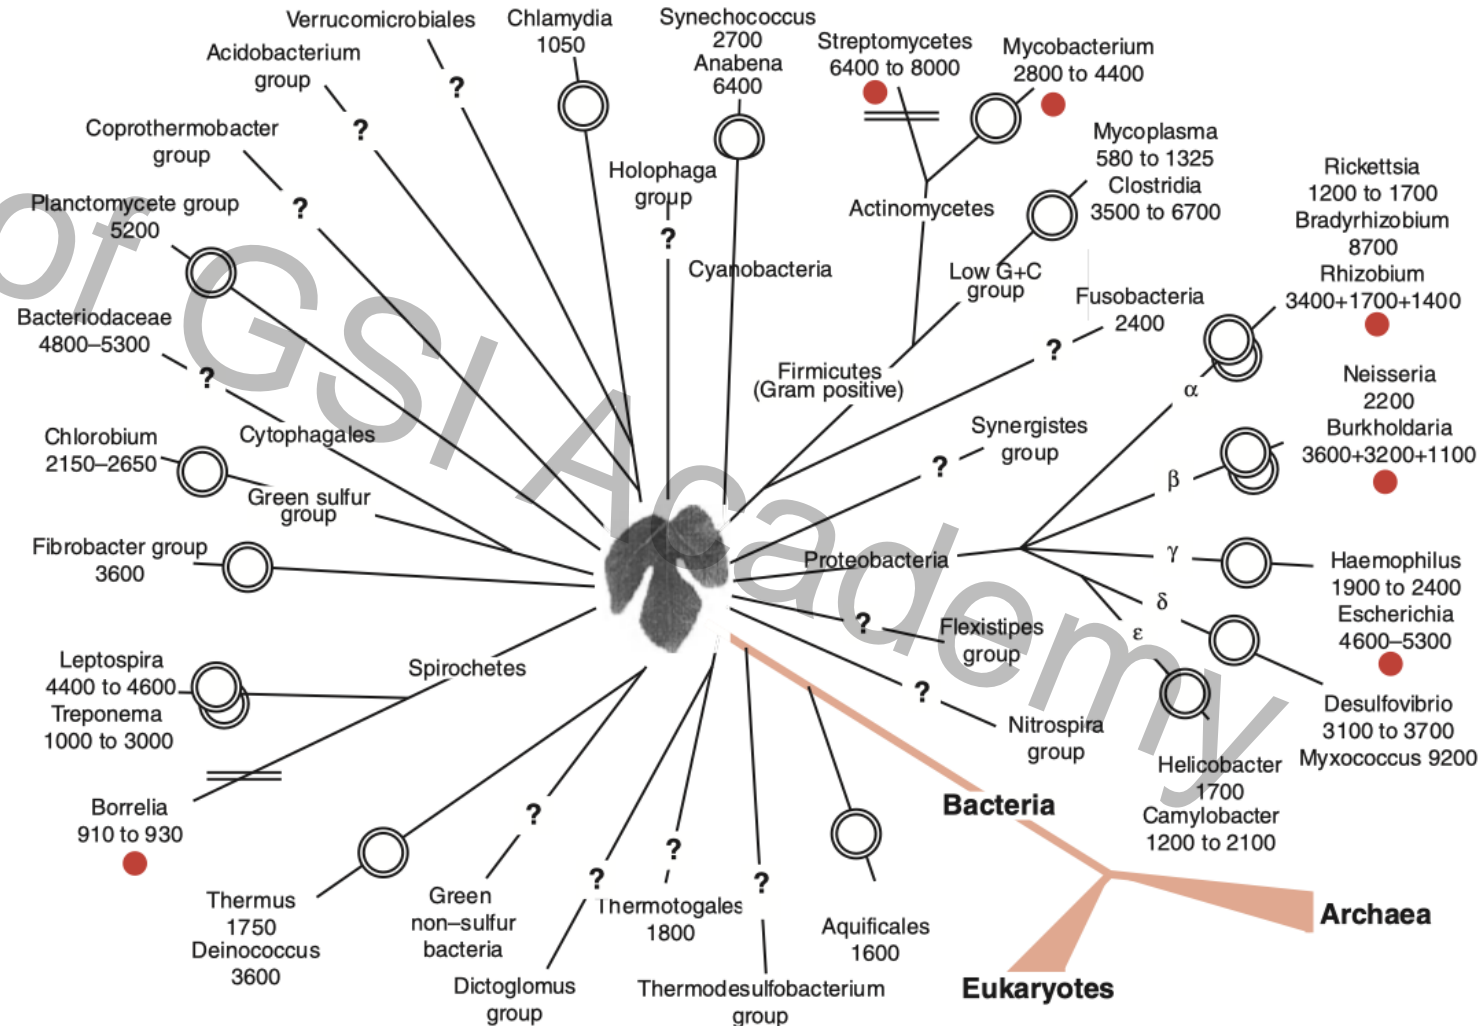 Verrucomicrobiales
Acidobacterium
group
Coprothermobacter
group
Planctomycete group
5200
Bacteriodaceae
4800–5300
Cytophagales
Chlorobium
2150–2650
Green sulfur
group
Fibrobacter group
3600
Leptospira
4400 to 4600
Treponema
1000 to 3000
Spirochetes
Borrelia
910 to 930
Thermus
1750
Deinococcus
3600
Green
non–sulfur
bacteria
Dictoglomus
group
Thermotogales
1800
Thermodesulfobacterium
group
Aquificales
1600
Chlamydia
1050
Holophaga
group
Synechococcus
2700
Anabena
6400
Cyanobacteria
Streptomycetes
6400 to 8000
Mycobacterium
2800 to 4400
Actinomycetes
Mycoplasma
580 to 1325
Clostridia
3500 to 6700
Low G+C
group
Firmicutes
(Gram positive)
Fusobacteria
2400
Synergistes
group
Proteobacteria
α
β
γ
δ
ε
Rickettsia
1200 to 1700
Bradyrhizobium
8700
Rhizobium
3400+1700+1400
Neisseria
2200
Burkholdaria
3600+3200+1100
Haemophilus
1900 to 2400
Escherichia
4600–5300
Desulfovibrio
3100 to 3700
Myxococcus 9200
Helicobacter
1700
Camylobacter
1200 to 2100
Flexistipes
group
Nitrospira
group
Bacteria
Archaea
Eukaryotes
?
?
?
?
?
?
?
?
?
?
?
?
?
?
of GSI Academy